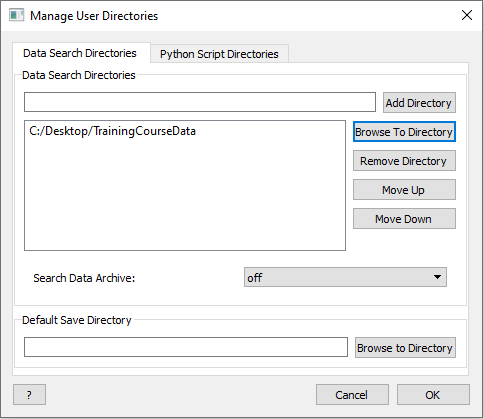 Manage User Directories
Data Search Directories
Python Script Directories
Data Search Directories
Add Directory
C:/Desktop/TrainingCourseData
Browse To Directory
Remove Directory
Move Up
Move Down
Search Data Archive:
off
Default Save Directory
Browse to Directory
?
Cancel
OK